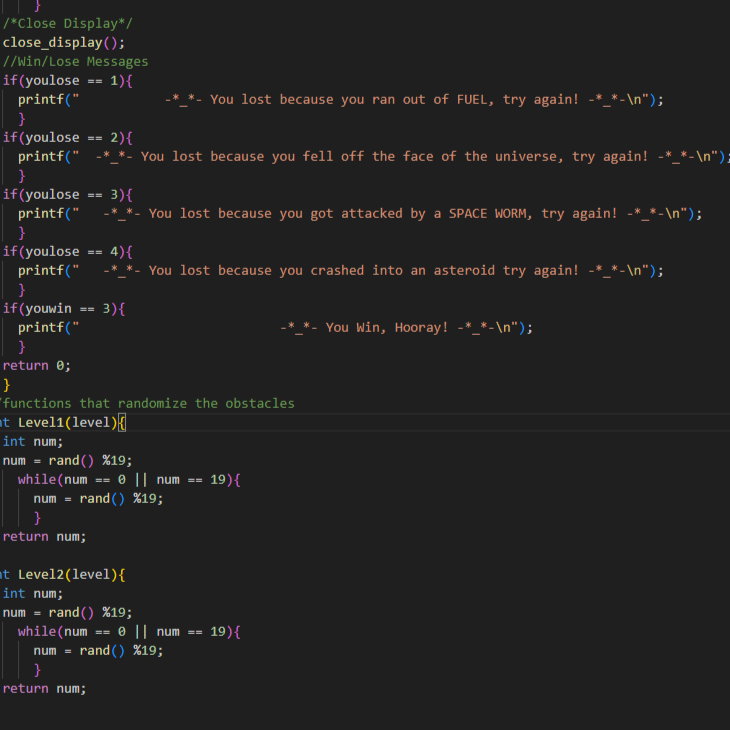 }
/*Close Display*/
close_display();
//Win/Lose Messages
if(youlose == 1){
printf("           -*_*- You lost because you ran out of FUEL, try again! -*_*-\n");
}
if(youlose == 2){
printf("  -*_*- You lost because you fell off the face of the universe, try again! -*_*-\n");
}
if(youlose == 3){
printf("   -*_*- You lost because you got attacked by a SPACE WORM, try again! -*_*-\n");
}
if(youlose == 4){
printf("   -*_*- You lost because you crashed into an asteroid try again! -*_*-\n");
}
if(youwin == 3){
printf("                          -*_*- You Win, Hooray! -*_*-\n");
}
return 0;
}
/functions that randomize the obstacles
nt Level1(level){
int num;
num = rand() %19;
while(num == 0 || num == 19){
num = rand() %19;
}
return num;
nt Level2(level){
int num;
num = rand() %19;
while(num == 0 || num == 19){
num = rand() %19;
}
return num;